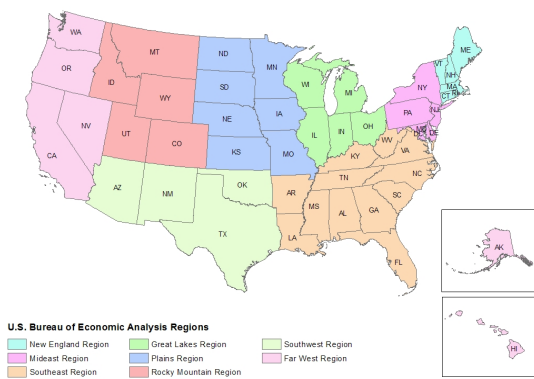 WA
MT
ND
MN
ME
VT
NH
OR
ID
SD
WI
MI
NY
MA
CT
RI
WY
NE
IA
PA
NJ
NV
UT
CO
IL
IN
OH
MD
DE
DC
CA
KS
MO
WV
VA
KY
AZ
NM
OK
AR
TN
NC
SC
TX
LA
MS
AL
GA
FL
AK
HI
U.S. Bureau of Economic Analysis Regions
New England Region
Great Lakes Region
Southwest Region
Mideast Region
Plains Region
Far West Region
Southeast Region
Rocky Mountain Region